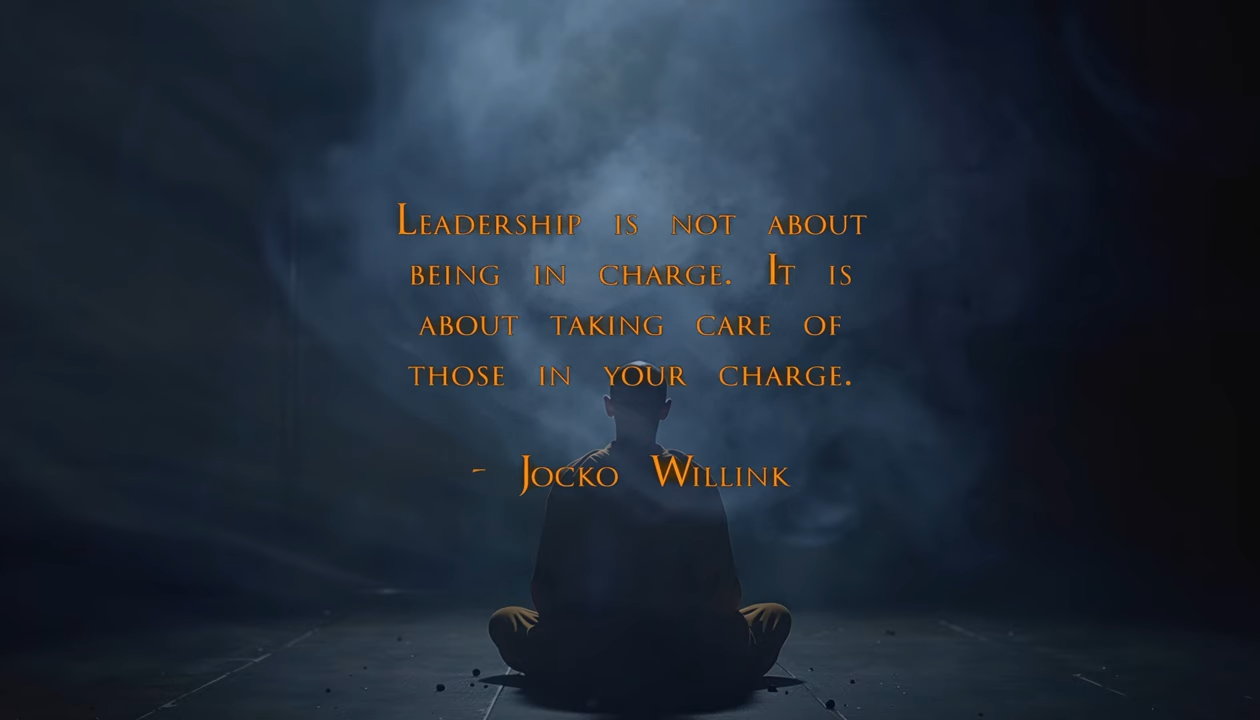 Leadership is not about
being in charge. It is
about taking care of
those in your charge.
- Jocko Willink